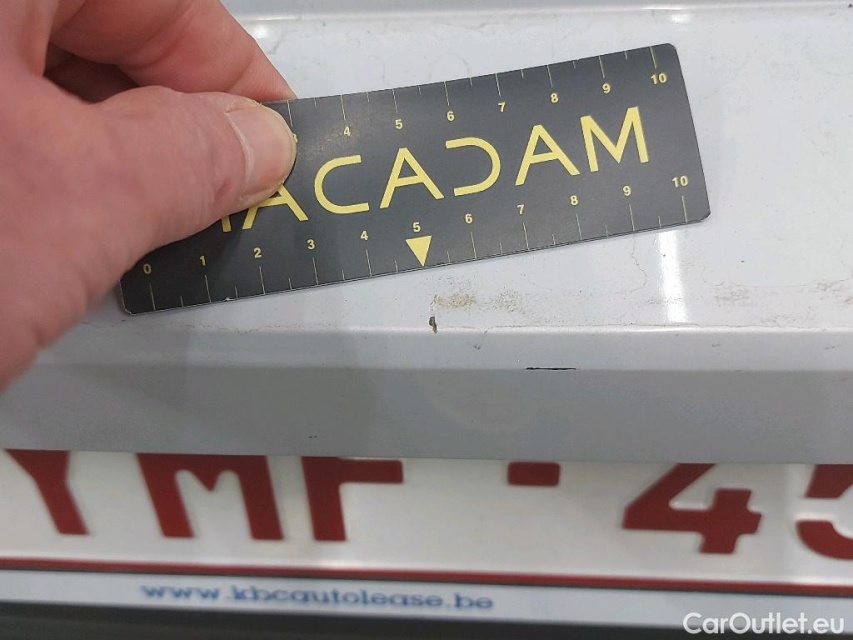 4 5 6 7 8 9 10
ACADAM
0 1 2 3 4 5 6 7 8 9 10
YMF - 45
www.kbcautolease.be
CarOutlet.eu